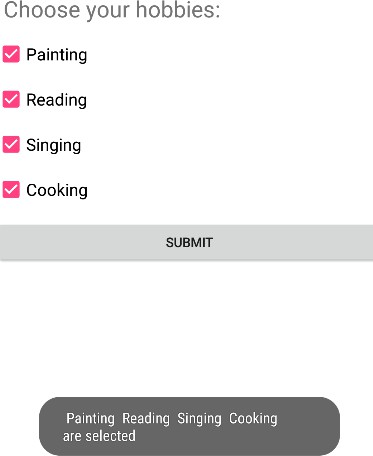 Choose your hobbies:
Painting
Reading
Singing
Cooking
SUBMIT
Painting Reading Singing Cooking
are selected